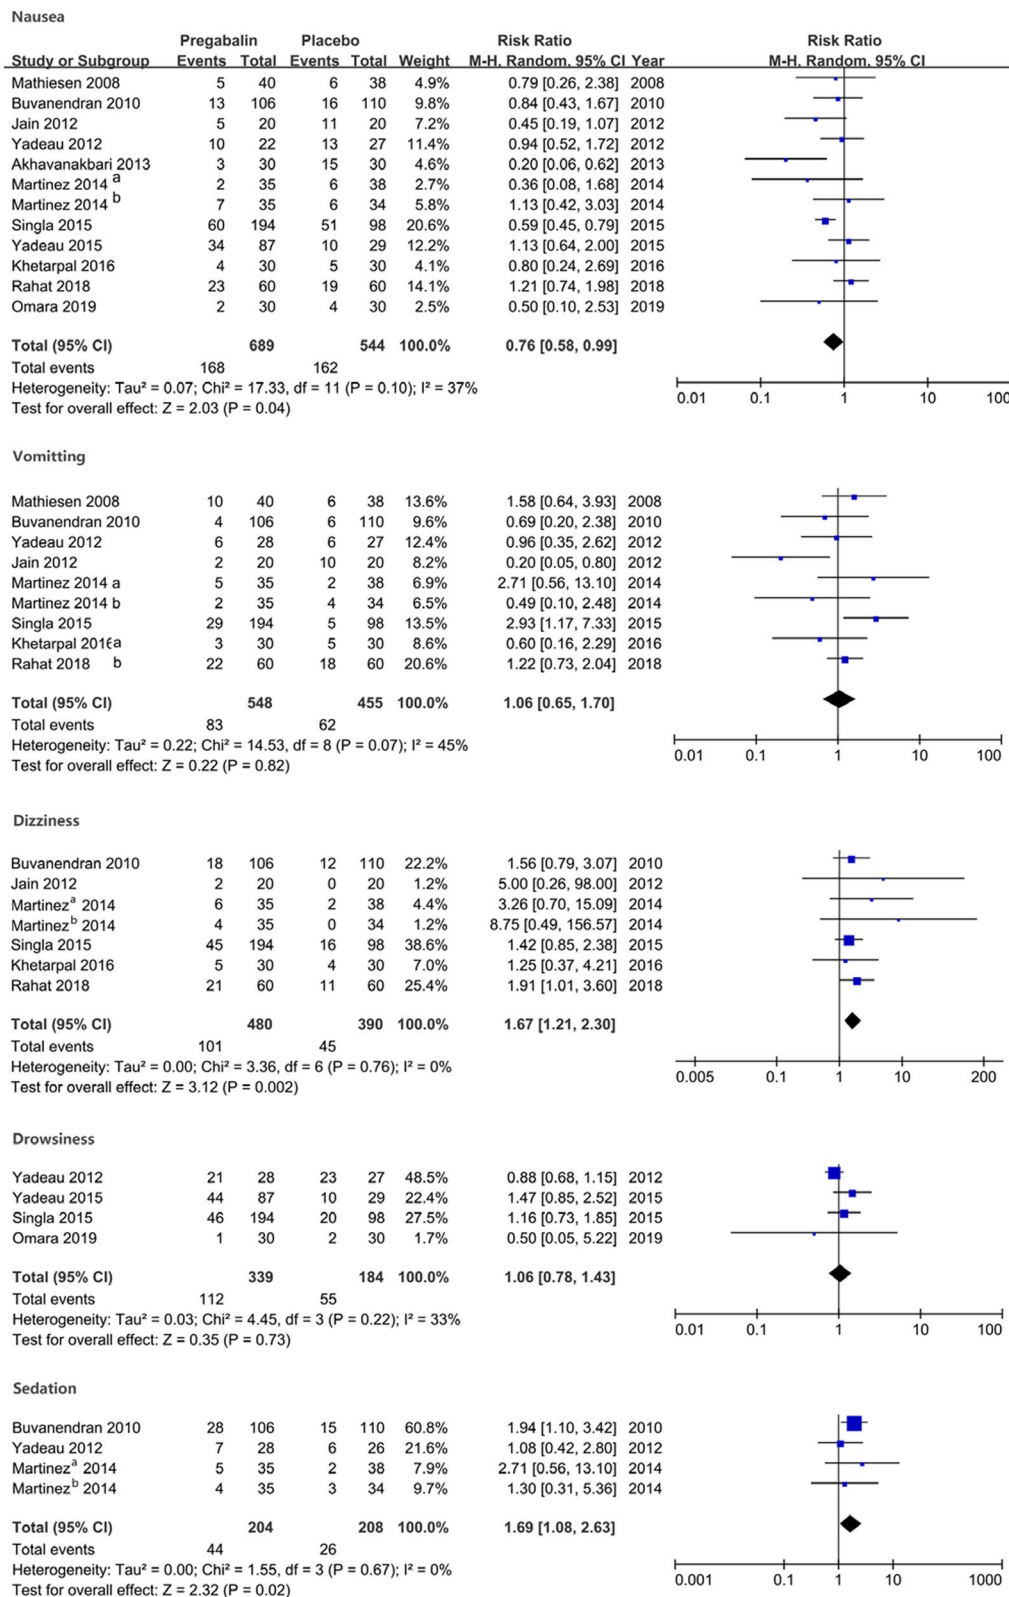 Nausea
Pregabalin Placebo Risk Ratio Risk Ratio
Study or Subgroup Events Total Events Total Weight M-H. Random. 95% CI Year M-H. Random. 95% CI
Mathiesen 2008 5 40 6 38 4.9% 0.79 [0.26, 2.38] 2008
Buvanendran 2010 13 106 16 110 9.8% 0.84 [0.43, 1.67] 2010
Jain 2012 5 20 11 20 7.2% 0.45 [0.19, 1.07] 2012
Yadeau 2012 10 22 13 27 11.4% 0.94 [0.52, 1.72] 2012
Akhavanakbari 2013 3 30 15 30 4.6% 0.20 [0.06, 0.62] 2013
Martinez 2014 a 2 35 6 38 2.7% 0.36 [0.08, 1.68] 2014
Martinez 2014 b 7 35 6 34 5.8% 1.13 [0.42, 3.03] 2014
Singla 2015 60 194 51 98 20.6% 0.59 [0.45, 0.79] 2015
Yadeau 2015 34 87 10 29 12.2% 1.13 [0.64, 2.00] 2015
Khetarpal 2016 4 30 5 30 4.1% 0.80 [0.24, 2.69] 2016
Rahat 2018 23 60 19 60 14.1% 1.21 [0.74, 1.98] 2018
Omara 2019 2 30 4 30 2.5% 0.50 [0.10, 2.53] 2019
Total (95% CI) 689 544 100.0% 0.76 [0.58, 0.99]
Total events 168 162
Heterogeneity: Tau² = 0.07; Chi² = 17.33, df = 11 (P = 0.10); I² = 37%
Test for overall effect: Z = 2.03 (P = 0.04)
0.01 0.1 1 10 100
Vomitting
Mathiesen 2008 10 40 6 38 13.6% 1.58 [0.64, 3.93] 2008
Buvanendran 2010 4 106 6 110 9.6% 0.69 [0.20, 2.38] 2010
Yadeau 2012 6 28 6 27 12.4% 0.96 [0.35, 2.62] 2012
Jain 2012 2 20 10 20 8.2% 0.20 [0.05, 0.80] 2012
Martinez 2014 a 5 35 2 38 6.9% 2.71 [0.56, 13.10] 2014
Martinez 2014 b 2 35 4 34 6.5% 0.49 [0.10, 2.48] 2014
Singla 2015 29 194 5 98 13.5% 2.93 [1.17, 7.33] 2015
Khetarpal 2016 a 3 30 5 30 8.6% 0.60 [0.16, 2.29] 2016
Rahat 2018 b 22 60 18 60 20.6% 1.22 [0.73, 2.04] 2018
Total (95% CI) 548 455 100.0% 1.06 [0.65, 1.70]
Total events 83 62
Heterogeneity: Tau² = 0.22; Chi² = 14.53, df = 8 (P = 0.07); I² = 45%
Test for overall effect: Z = 0.22 (P = 0.82)
0.01 0.1 1 10 100
Dizziness
Buvanendran 2010 18 106 12 110 22.2% 1.56 [0.79, 3.07] 2010
Jain 2012 2 20 0 20 1.2% 5.00 [0.26, 98.00] 2012
Martinez a 2014 6 35 2 38 4.4% 3.26 [0.70, 15.09] 2014
Martinez b 2014 4 35 0 34 1.2% 8.75 [0.49, 156.57] 2014
Singla 2015 45 194 16 98 38.6% 1.42 [0.85, 2.38] 2015
Khetarpal 2016 5 30 4 30 7.0% 1.25 [0.37, 4.21] 2016
Rahat 2018 21 60 11 60 25.4% 1.91 [1.01, 3.60] 2018
Total (95% CI) 480 390 100.0% 1.67 [1.21, 2.30]
Total events 101 45
Heterogeneity: Tau² = 0.00; Chi² = 3.36, df = 6 (P = 0.76); I² = 0%
Test for overall effect: Z = 3.12 (P = 0.002)
0.005 0.1 1 10 200
Drowsiness
Yadeau 2012 21 28 23 27 48.5% 0.88 [0.68, 1.15] 2012
Yadeau 2015 44 87 10 29 22.4% 1.47 [0.85, 2.52] 2015
Singla 2015 46 194 20 98 27.5% 1.16 [0.73, 1.85] 2015
Omara 2019 1 30 2 30 1.7% 0.50 [0.05, 5.22] 2019
Total (95% CI) 339 184 100.0% 1.06 [0.78, 1.43]
Total events 112 55
Heterogeneity: Tau² = 0.03; Chi² = 4.45, df = 3 (P = 0.22); I² = 33%
Test for overall effect: Z = 0.35 (P = 0.73)
0.01 0.1 1 10 100
Sedation
Buvanendran 2010 28 106 15 110 60.8% 1.94 [1.10, 3.42] 2010
Yadeau 2012 7 28 6 26 21.6% 1.08 [0.42, 2.80] 2012
Martinez a 2014 5 35 2 38 7.9% 2.71 [0.56, 13.10] 2014
Martinez b 2014 4 35 3 34 9.7% 1.30 [0.31, 5.36] 2014
Total (95% CI) 204 208 100.0% 1.69 [1.08, 2.63]
Total events 44 26
Heterogeneity: Tau² = 0.00; Chi² = 1.55, df = 3 (P = 0.67); I² = 0%
Test for overall effect: Z = 2.32 (P = 0.02)
0.001 0.1 1 10 1000